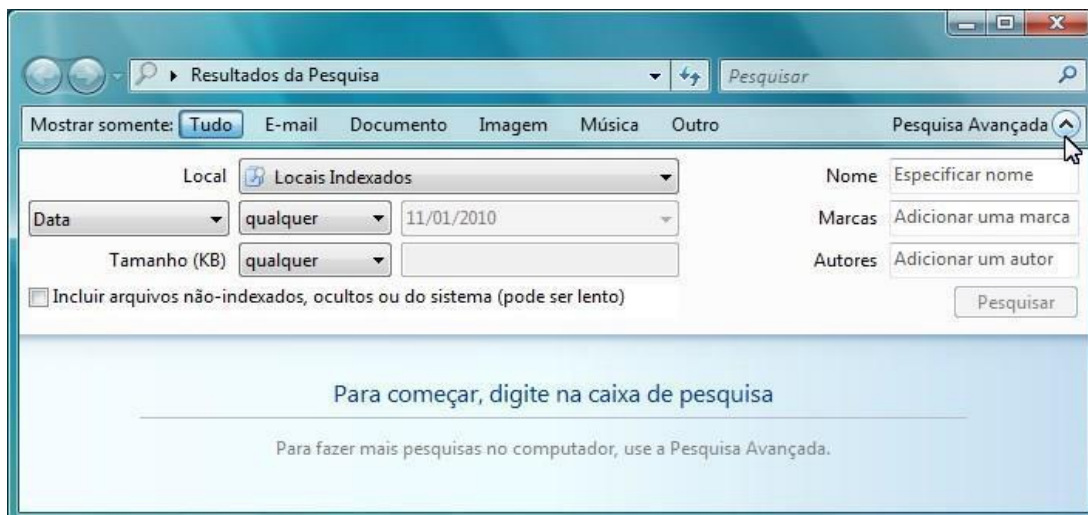 Resultados da Pesquisa Pesquisar
Mostrar somente: Tudo E-mail Documento Imagem Música Outro Pesquisa Avançada
Local Locais Indexados Nome Especificar nome
Data qualquer 11/01/2010 Marcas Adicionar uma marca
Tamanho (KB) qualquer Autores Adicionar um autor
Incluir arquivos não-indexados, ocultos ou do sistema (pode ser lento) Pesquisar
Para começar, digite na caixa de pesquisa
Para fazer mais pesquisas no computador, use a Pesquisa Avançada.